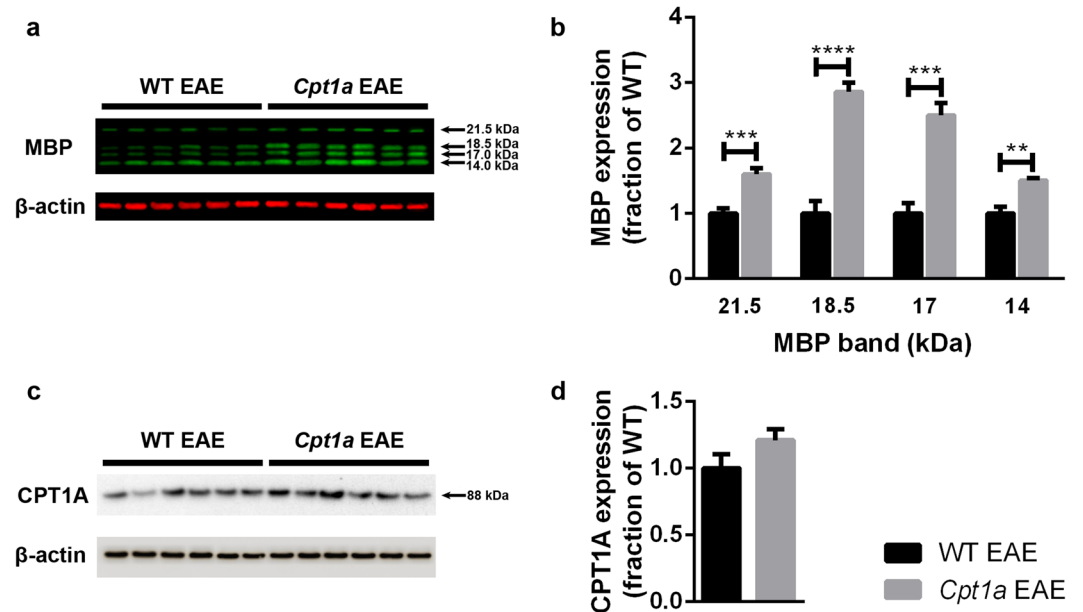 a
WT EAE
Cpt1a EAE
MBP
21.5 kDa
18.5 kDa
17.0 kDa
14.0 kDa
β-actin
b
MBP expression
(fraction of WT)
4
3
2
1
0
***
****
***
**
21.5
18.5
17
14
MBP band (kDa)
c
WT EAE
Cpt1a EAE
CPT1A
88 kDa
β-actin
d
CPT1A expression
(fraction of WT)
1.5
1.0
0.5
0.0
WT EAE
Cpt1a EAE